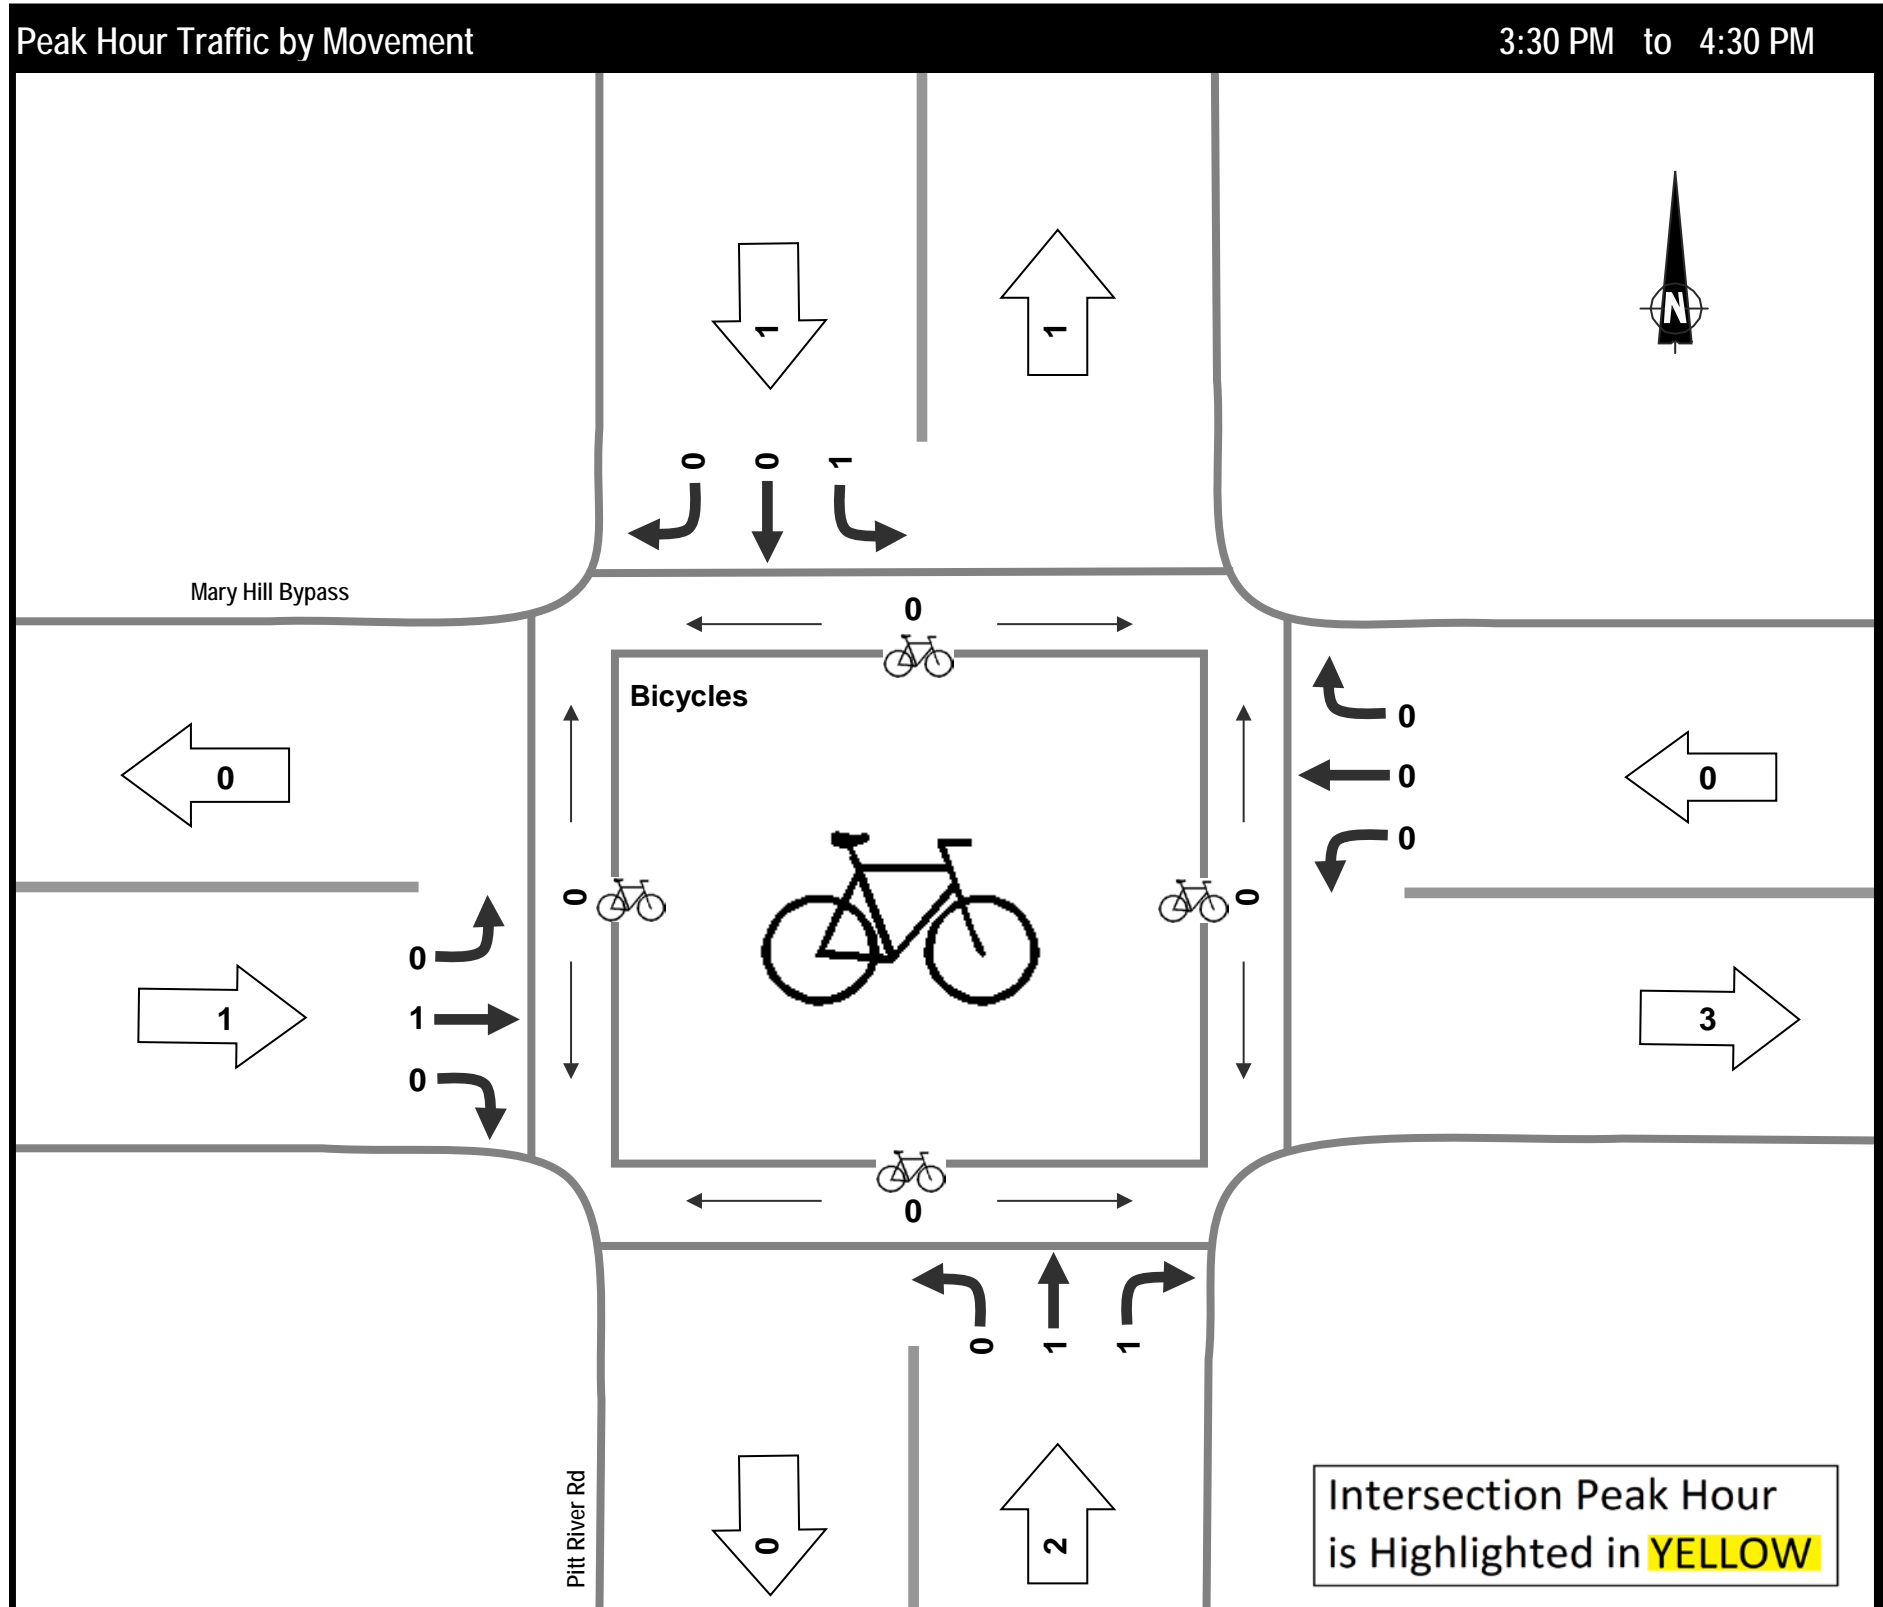 Peak Hour Traffic by Movement 3:30 PM to 4:30 PM
N
1 1
0 0 1
Mary Hill Bypass
0
Bicycles
0
0
0
0
0
0
0 0
0
1
1
3
0
0
0 1 1
Pitt River Rd
0 2
Intersection Peak Hour
is Highlighted in YELLOW